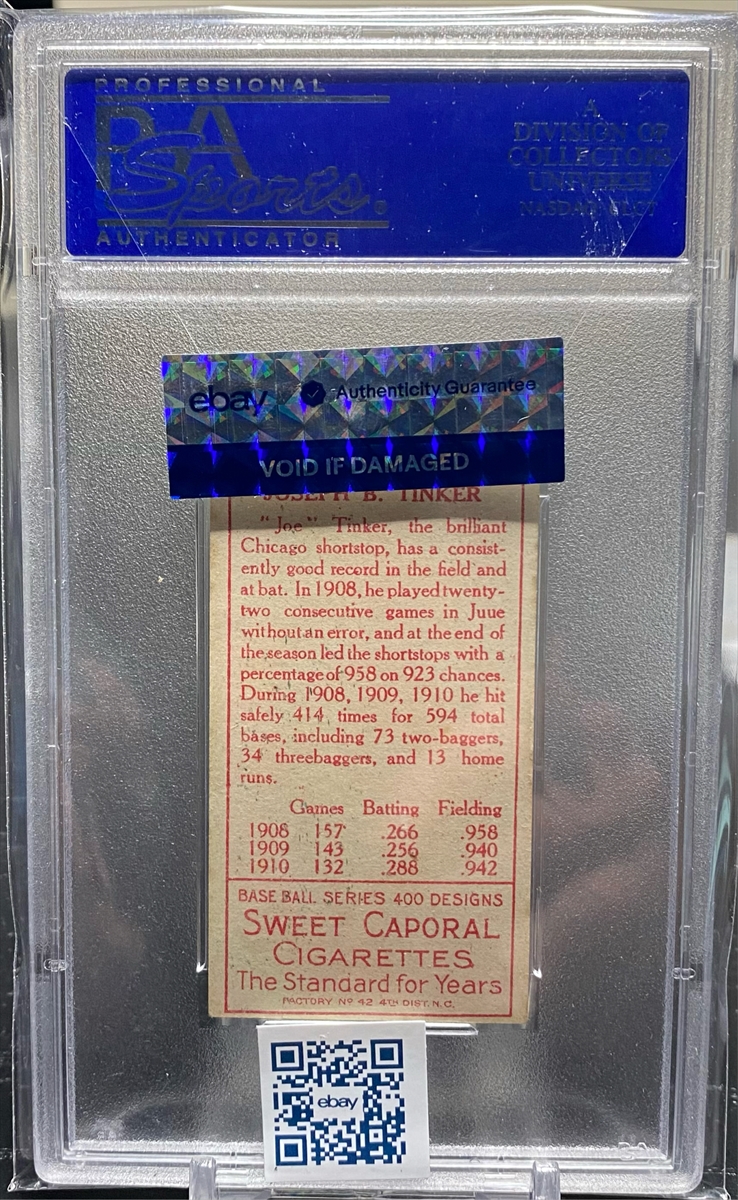 PROFESSIONAL
PSA
Sports
AUTHENTICATOR
A
DIVISION OF
COLLECTORS
UNIVERSE
NASDAQ: CLCT
ebay Authenticity Guarantee
VOID IF DAMAGED
JOSEPH B. TINKER
"Joe" Tinker, the brilliant
Chicago shortstop, has a consist-
ently good record in the field and
at bat. In 1908, he played twenty-
two consecutive games in Juue
without an error, and at the end of
the season led the shortstops with a
percentage of 958 on 923 chances.
During 1908, 1909, 1910 he hit
safely 414 times for 594 total
bases, including 73 two-baggers,
34 threebaggers, and 13 home
runs.
Games Batting Fielding
1908 157 .266 .958
1909 143 .256 .940
1910 132 .288 .942
BASE BALL SERIES 400 DESIGNS
SWEET CAPORAL
CIGARETTES
The Standard for Years
FACTORY Nº 42 4TH DIST. N.C.
ebay